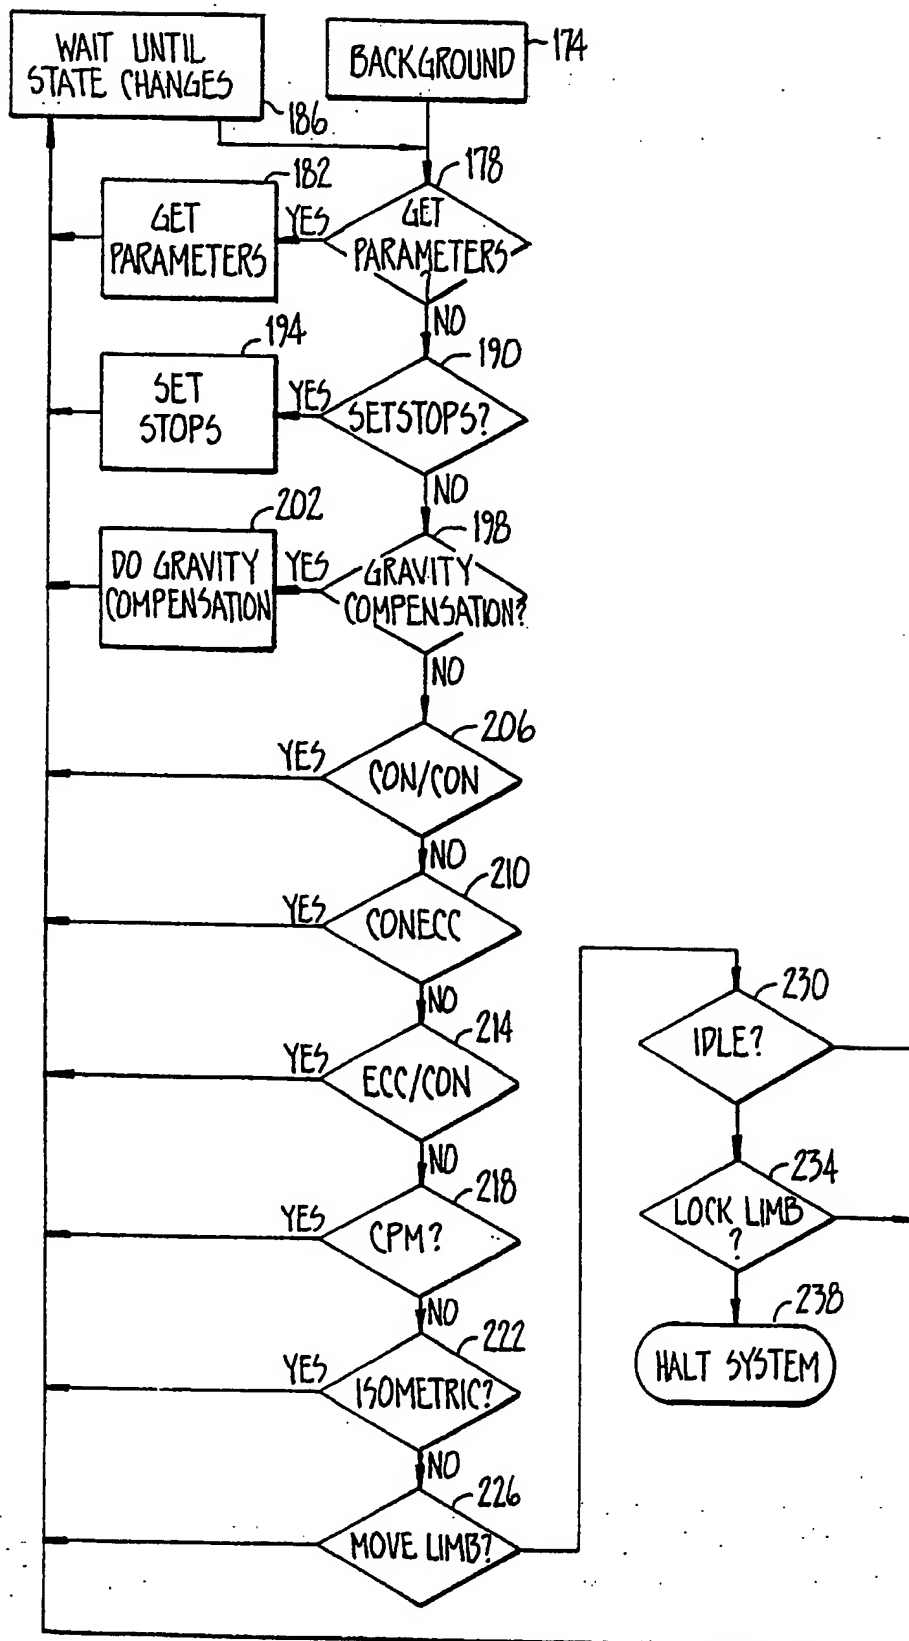 WAIT UNTIL
STATE CHANGES
186
BACKGROUND
174
182
GET
PARAMETERS
YES
178
GET
PARAMETERS
?
NO
194
SET
STOPS
YES
190
SETSTOPS?
NO
202
DO GRAVITY
COMPENSATION
YES
198
GRAVITY
COMPENSATION?
NO
206
YES
CON/CON
NO
210
YES
CONECC
NO
214
YES
ECC/CON
NO
218
YES
CPM?
NO
222
YES
ISOMETRIC?
NO
226
MOVE LIMB?
230
IDLE?
234
LOCK LIMB
?
238
HALT SYSTEM